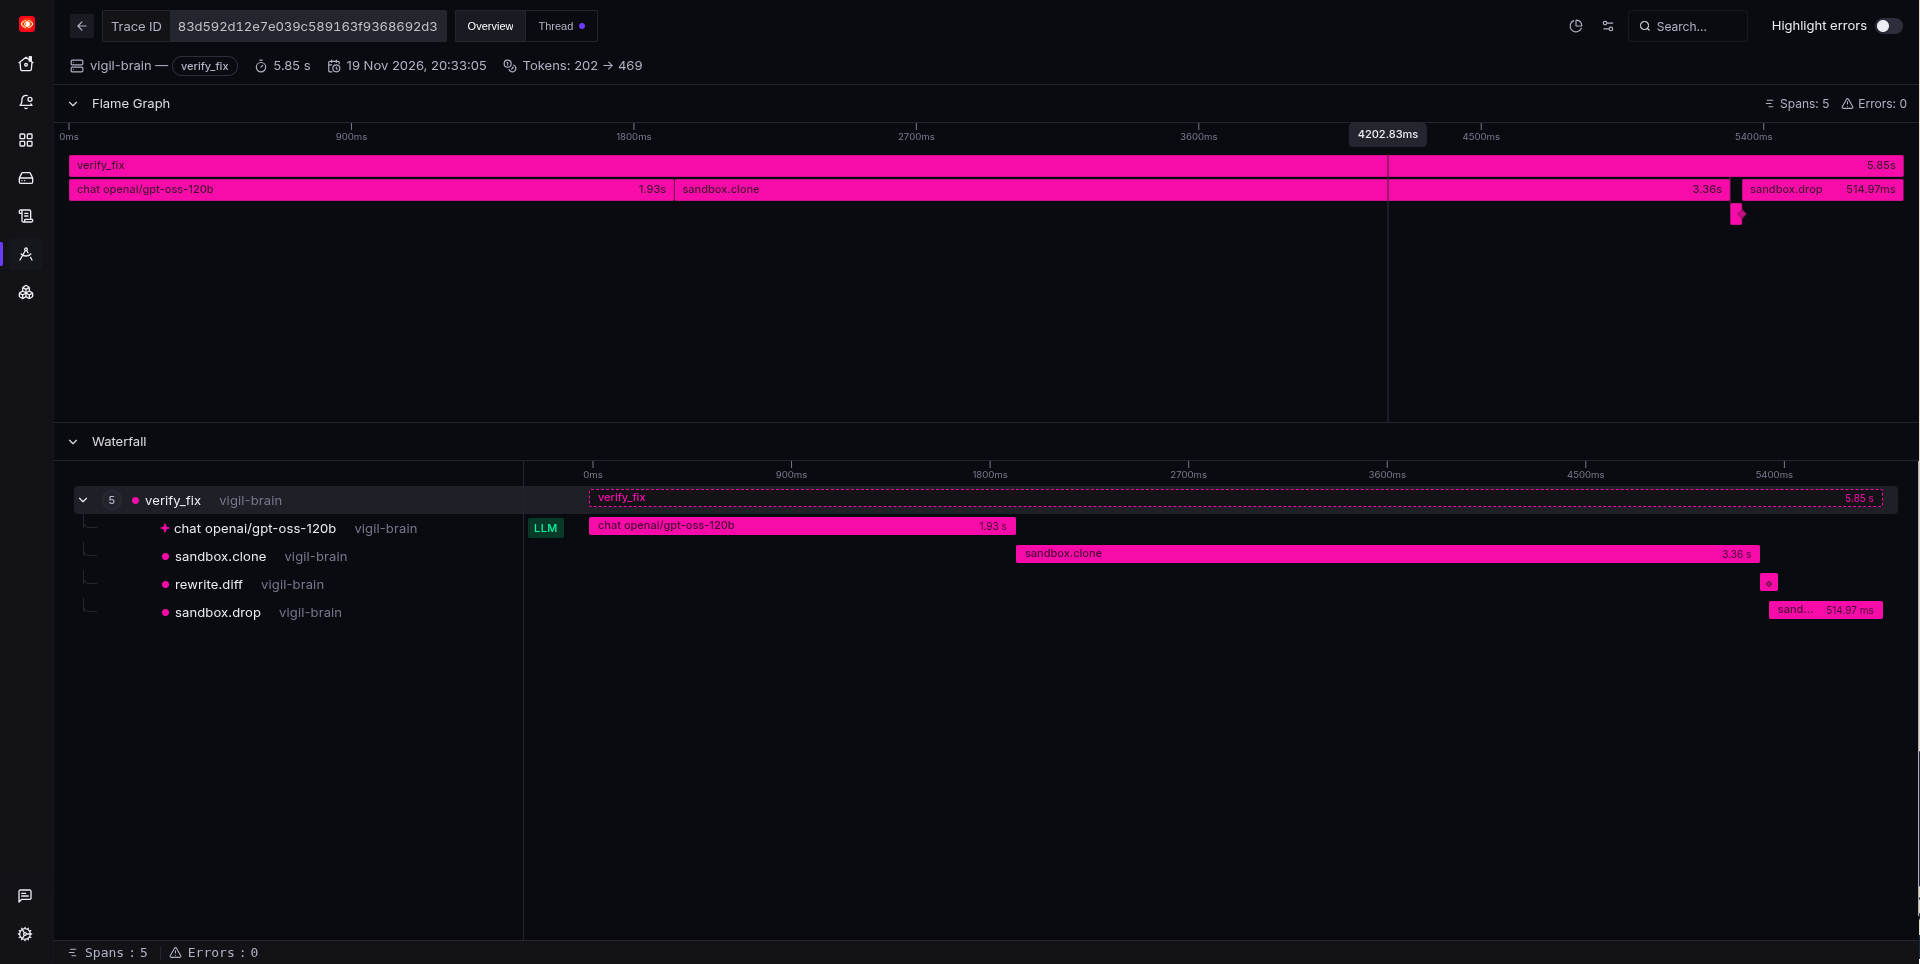 Trace ID 83d592d12e7e039c589163f9368692d3 Overview Thread Search... Highlight errors
vigil-brain — verify_fix 5.85 s 19 Nov 2026, 20:33:05 Tokens: 202 → 469
Flame Graph Spans: 5 Errors: 0
0ms 900ms 1800ms 2700ms 3600ms 4202.83ms 4500ms 5400ms
verify_fix 5.85s
chat openai/gpt-oss-120b 1.93s sandbox.clone 3.36s sandbox.drop 514.97ms
Waterfall
0ms 900ms 1800ms 2700ms 3600ms 4500ms 5400ms
5 verify_fix vigil-brain verify_fix 5.85 s
chat openai/gpt-oss-120b vigil-brain LLM chat openai/gpt-oss-120b 1.93 s
sandbox.clone vigil-brain sandbox.clone 3.36 s
rewrite.diff vigil-brain
sandbox.drop vigil-brain sand... 514.97 ms
Spans : 5 Errors : 0